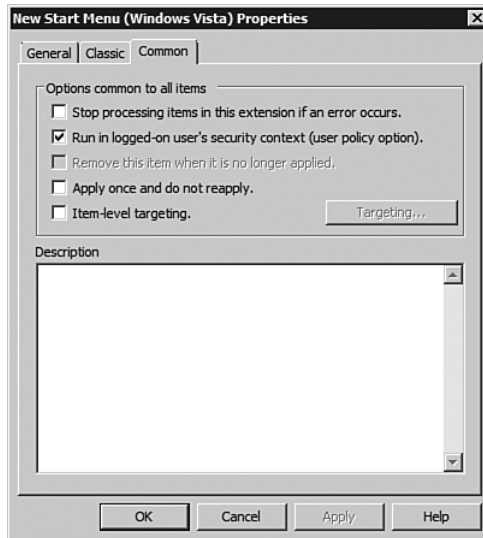 New Start Menu (Windows Vista) Properties
General Classic Common
Options common to all items
Stop processing items in this extension if an error occurs.
Run in logged-on user's security context (user policy option).
Remove this item when it is no longer applied.
Apply once and do not reapply.
Item-level targeting.
Targeting...
Description
OK Cancel Apply Help